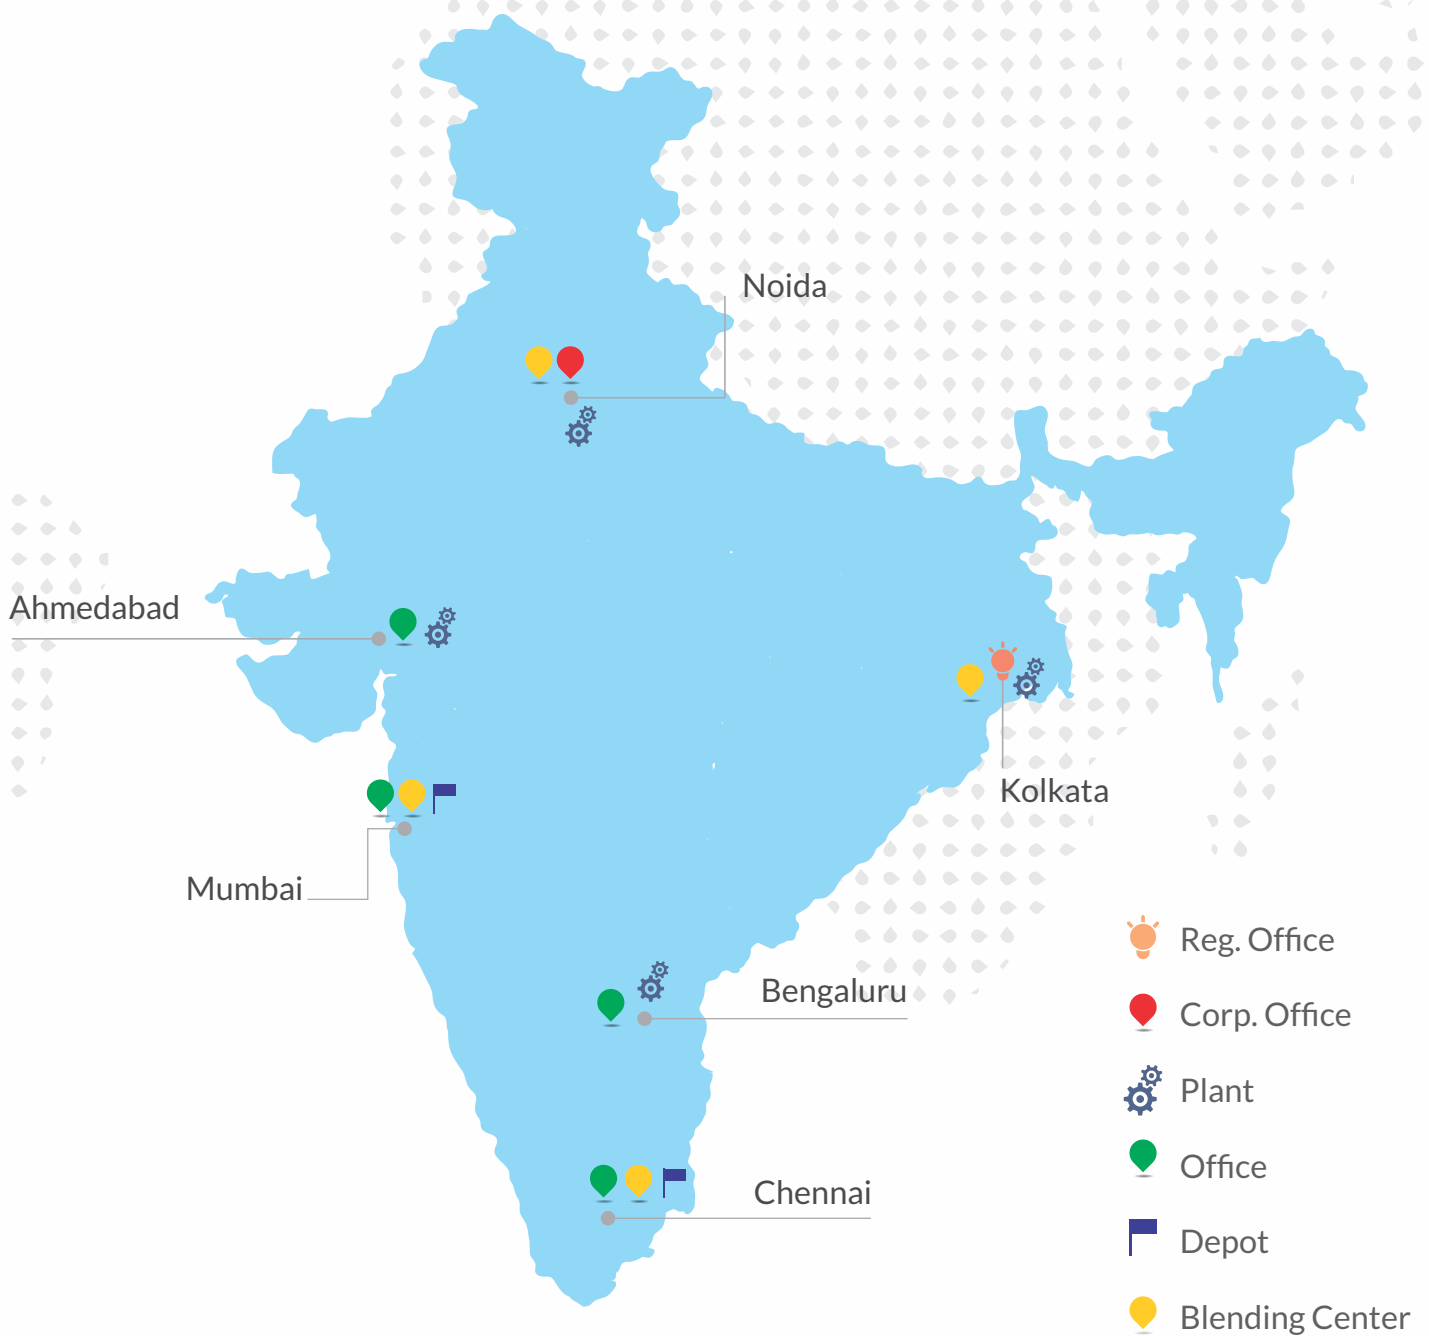 Noida
Ahmedabad
Kolkata
Mumbai
Bengaluru
Chennai
Reg. Office
Corp. Office
Plant
Office
Depot
Blending Center